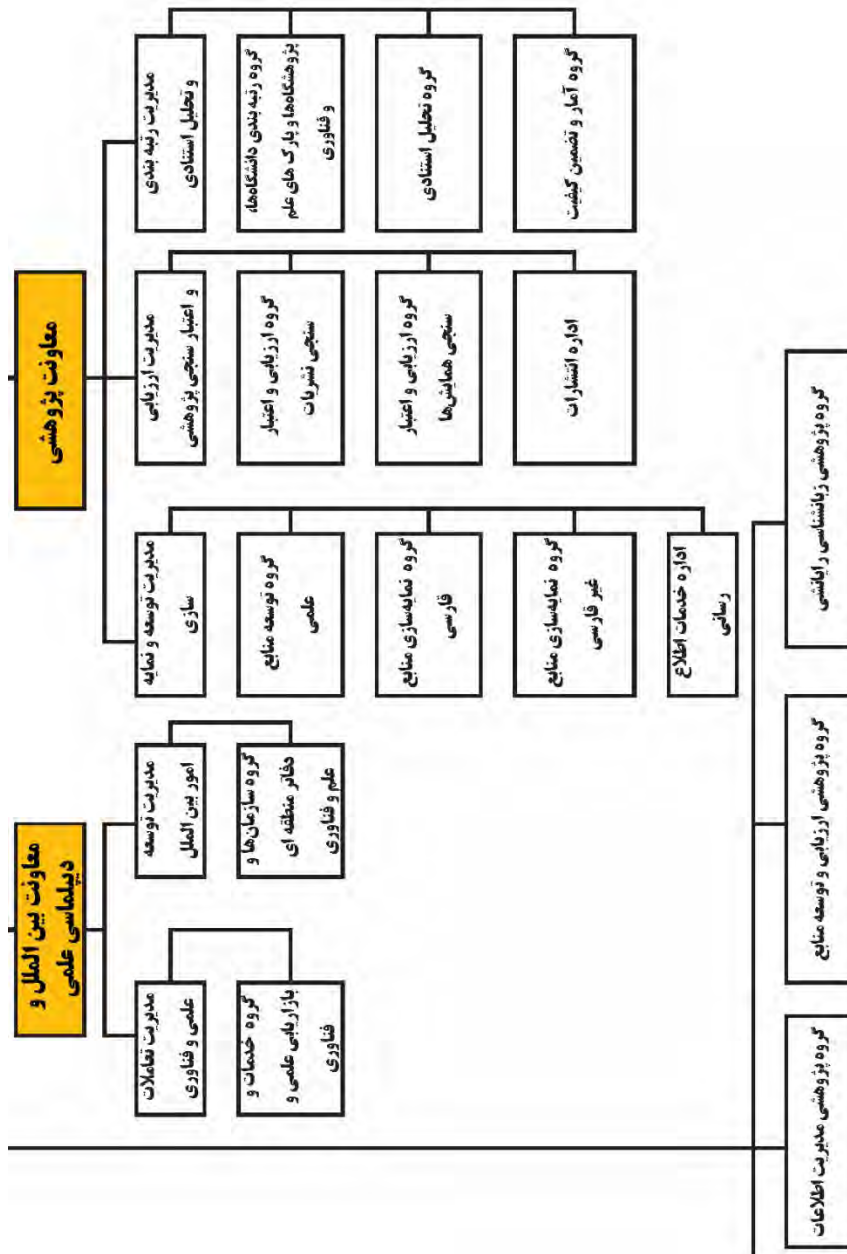 معاونت پژوهشی
مدیریت رتبه بندی
و تحلیل استنادی
گروه رتبه بندی دانشگاه‌ها،
پژوهشگاه‌ها و پارک های علم
و فناوری
گروه تحلیل استنادی
گروه آمار و تضمین کیفیت
مدیریت ارزیابی
و اعتبار سنجی پژوهشی
گروه ارزیابی و اعتبار
سنجی نشریات
گروه ارزیابی و اعتبار
سنجی همایش‌ها
اداره انتشارات
مدیریت توسعه و نمایه
سازی
گروه توسعه منابع
علمی
گروه نمایه‌سازی منابع
فارسی
گروه نمایه‌سازی منابع
غیر فارسی
اداره خدمات اطلاع
رسانی
معاونت بین الملل و
دیپلماسی علمی
مدیریت توسعه
امور بین الملل
گروه سازمان‌ها و
دفاتر منطقه ای
علم و فناوری
مدیریت تعاملات
علمی و فناوری
گروه خدمات و
بازاریابی علمی و
فناوری
گروه پژوهشی زبانشناسی رایانشی
گروه پژوهشی ارزیابی و توسعه منابع
گروه پژوهشی مدیریت اطلاعات